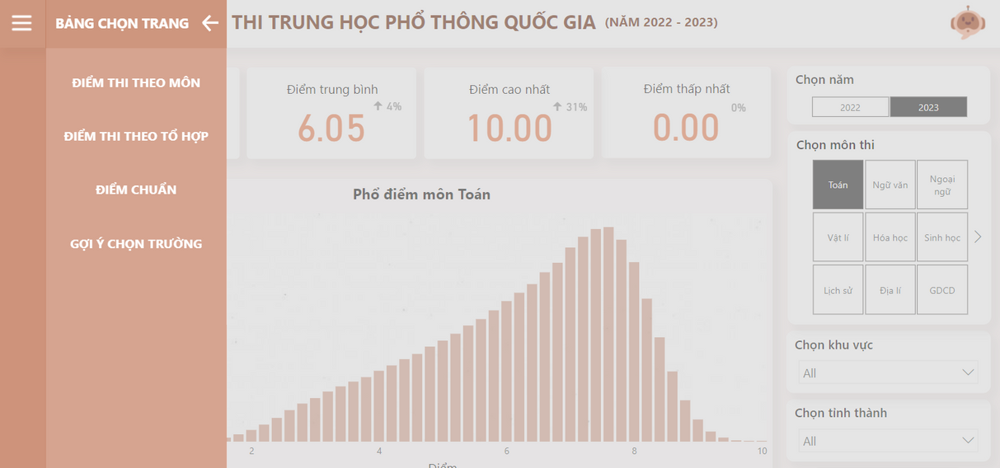 BẢNG CHỌN TRANG
THI TRUNG HỌC PHỔ THÔNG QUỐC GIA (NĂM 2022 - 2023)
ĐIỂM THI THEO MÔN
ĐIỂM THI THEO TỔ HỢP
ĐIỂM CHUẨN
GỢI Ý CHỌN TRƯỜNG
Điểm trung bình
4%
6.05
Điểm cao nhất
31%
10.00
Điểm thấp nhất
0%
0.00
Phổ điểm môn Toán
2 4 6 8 10
Điểm
Chọn năm
2022 2023
Chọn môn thi
Toán Ngữ văn Ngoại
ngữ
Vật lí Hóa học Sinh học
Lịch sử Địa lí GDCD
Chọn khu vực
All
Chọn tỉnh thành
All